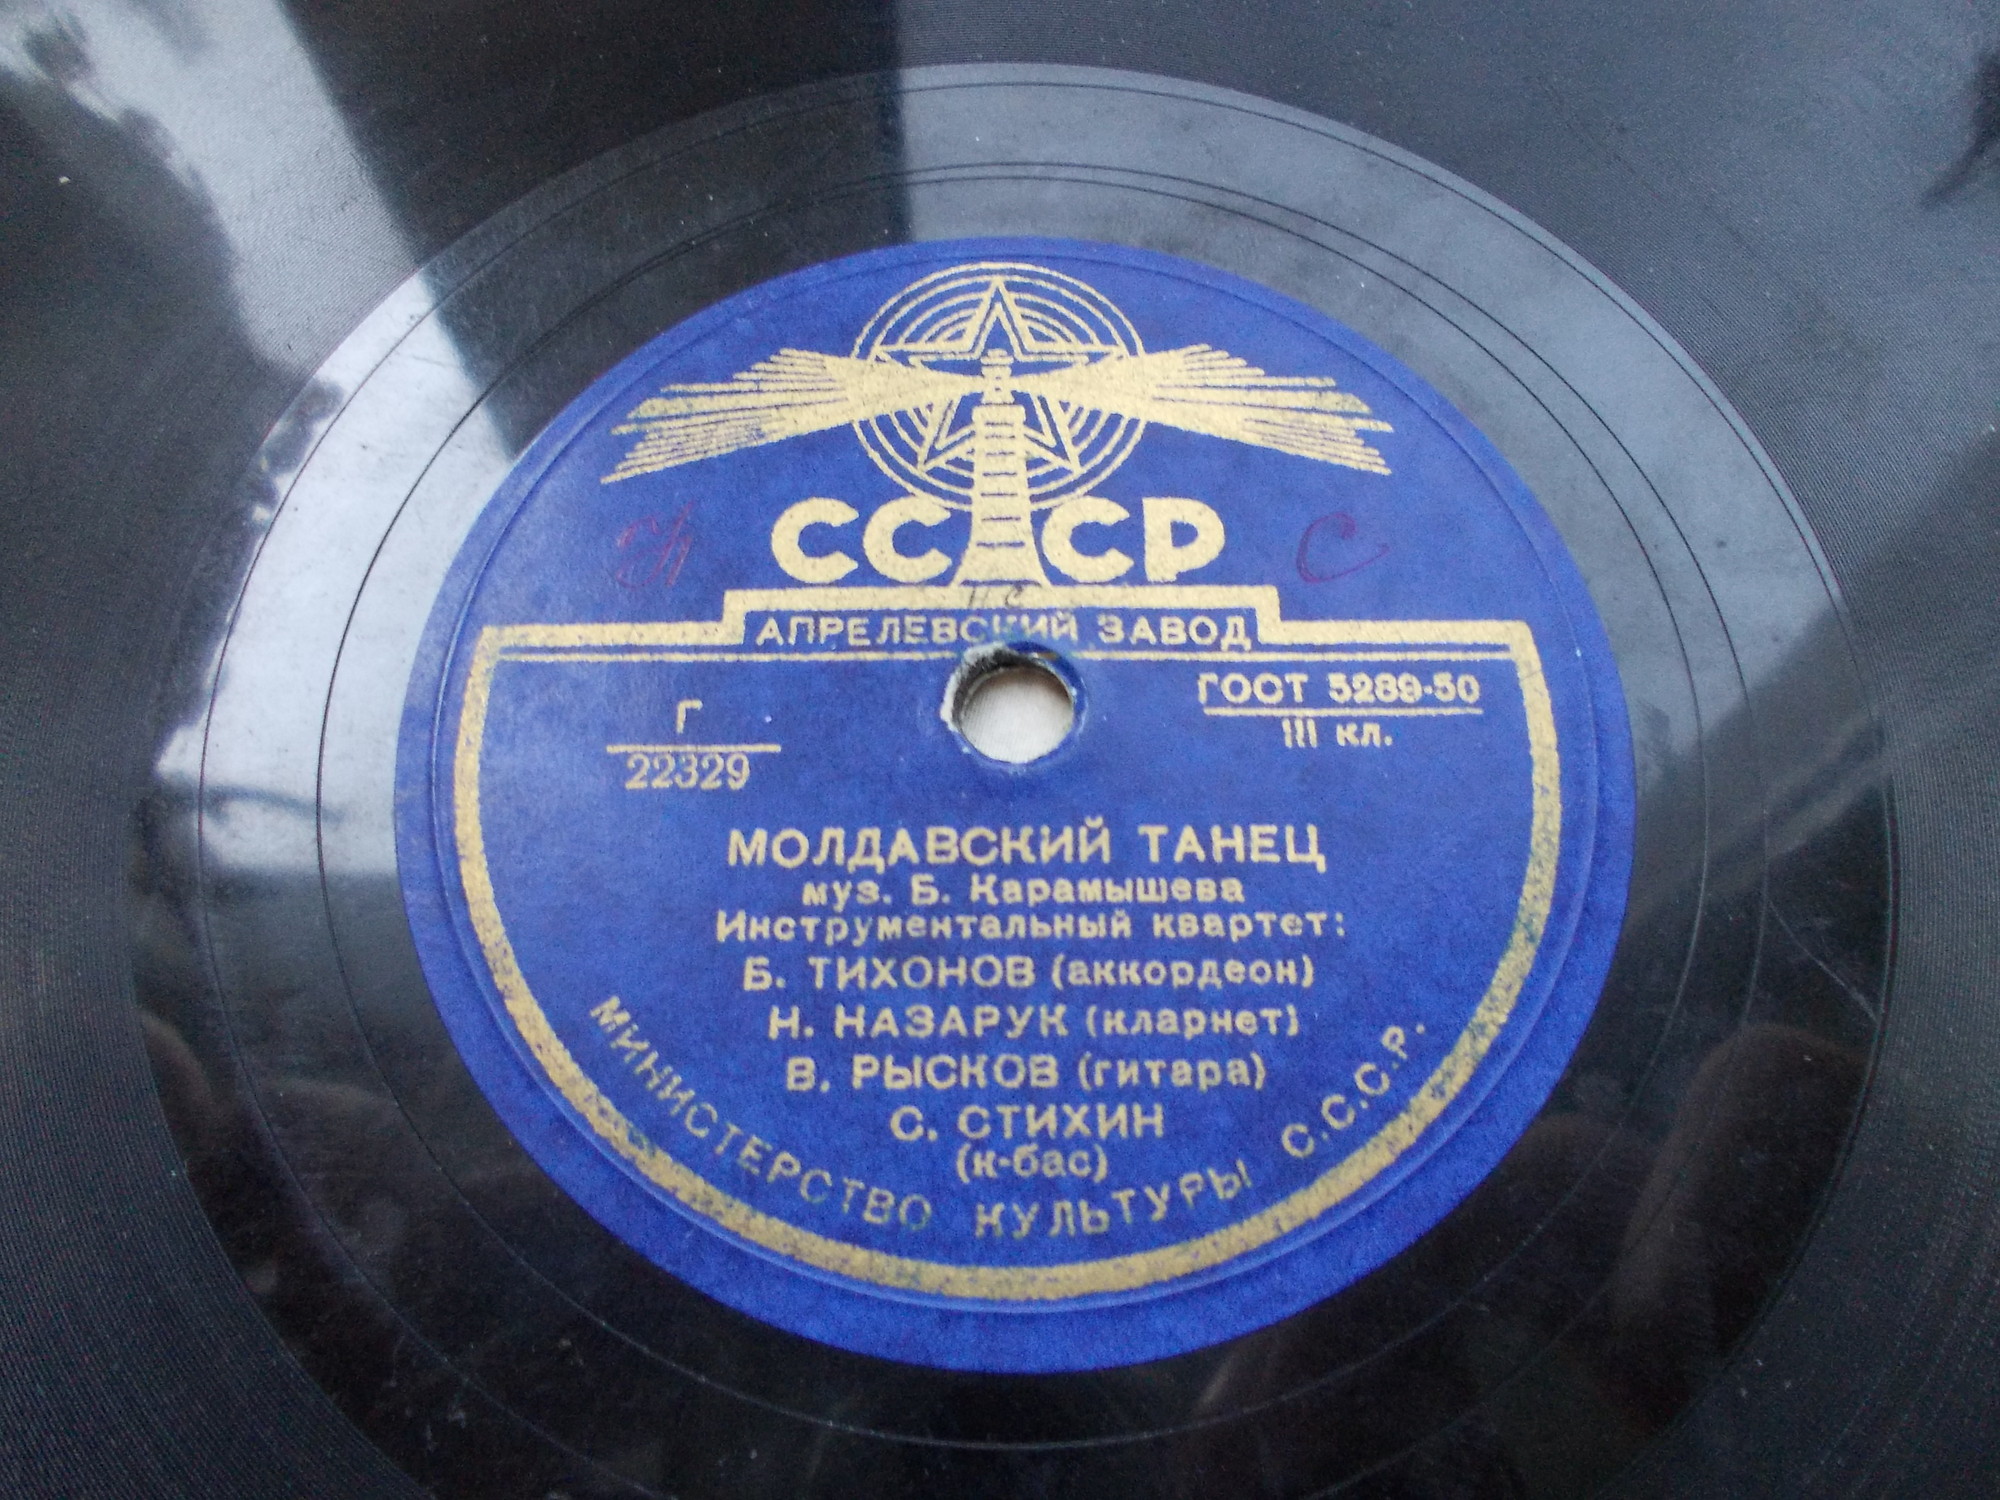 СССР
АПРЕЛЕВСКИЙ ЗАВОД
Г
22329
ГОСТ 5289-50
III кл.
МОЛДАВСКИЙ ТАНЕЦ
муз. Б. Карамышева
Инструментальный квартет:
Б. ТИХОНОВ (аккордеон)
Н. НАЗАРУК (кларнет)
В. РЫСКОВ (гитара)
С. СТИХИН
(к-бас)
МИНИСТЕРСТВО КУЛЬТУРЫ С.С.С.Р.